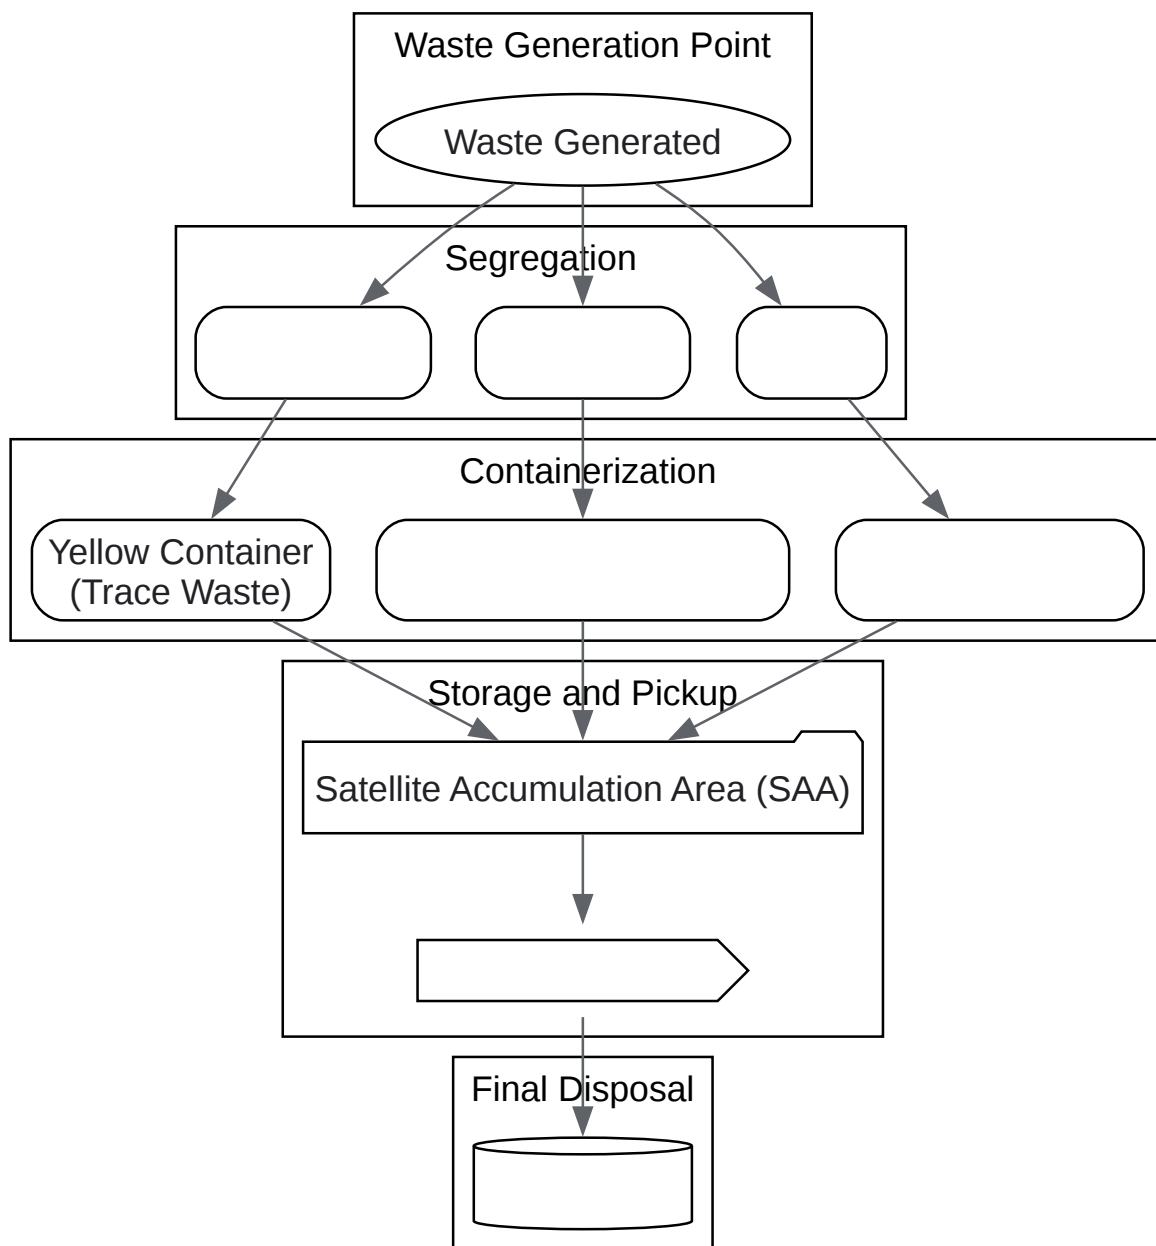 Waste Generation Point
Waste Generated
Segregation
Containerization
Yellow Container
(Trace Waste)
Storage and Pickup
Satellite Accumulation Area (SAA)
Final Disposal